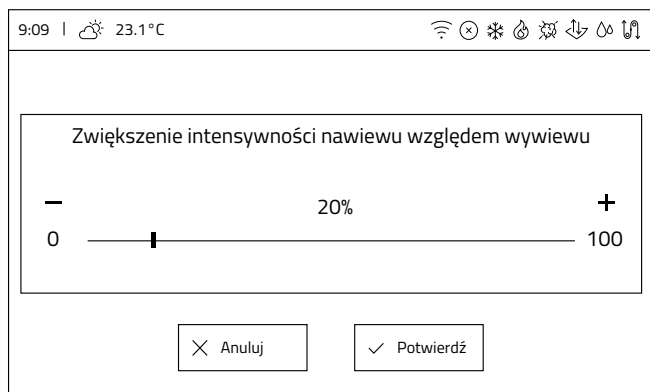 9:09 | 23.1°C
Zwiększenie intensywności nawiewu względem wywiewu
20%
0 100
Anuluj Potwierdź